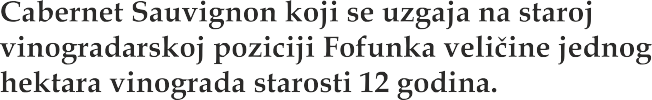 Cabernet Sauvignon koji se uzgaja na staroj
vinogradarskoj poziciji Fofunka veličine jednog
hektara vinograda starosti 12 godina.